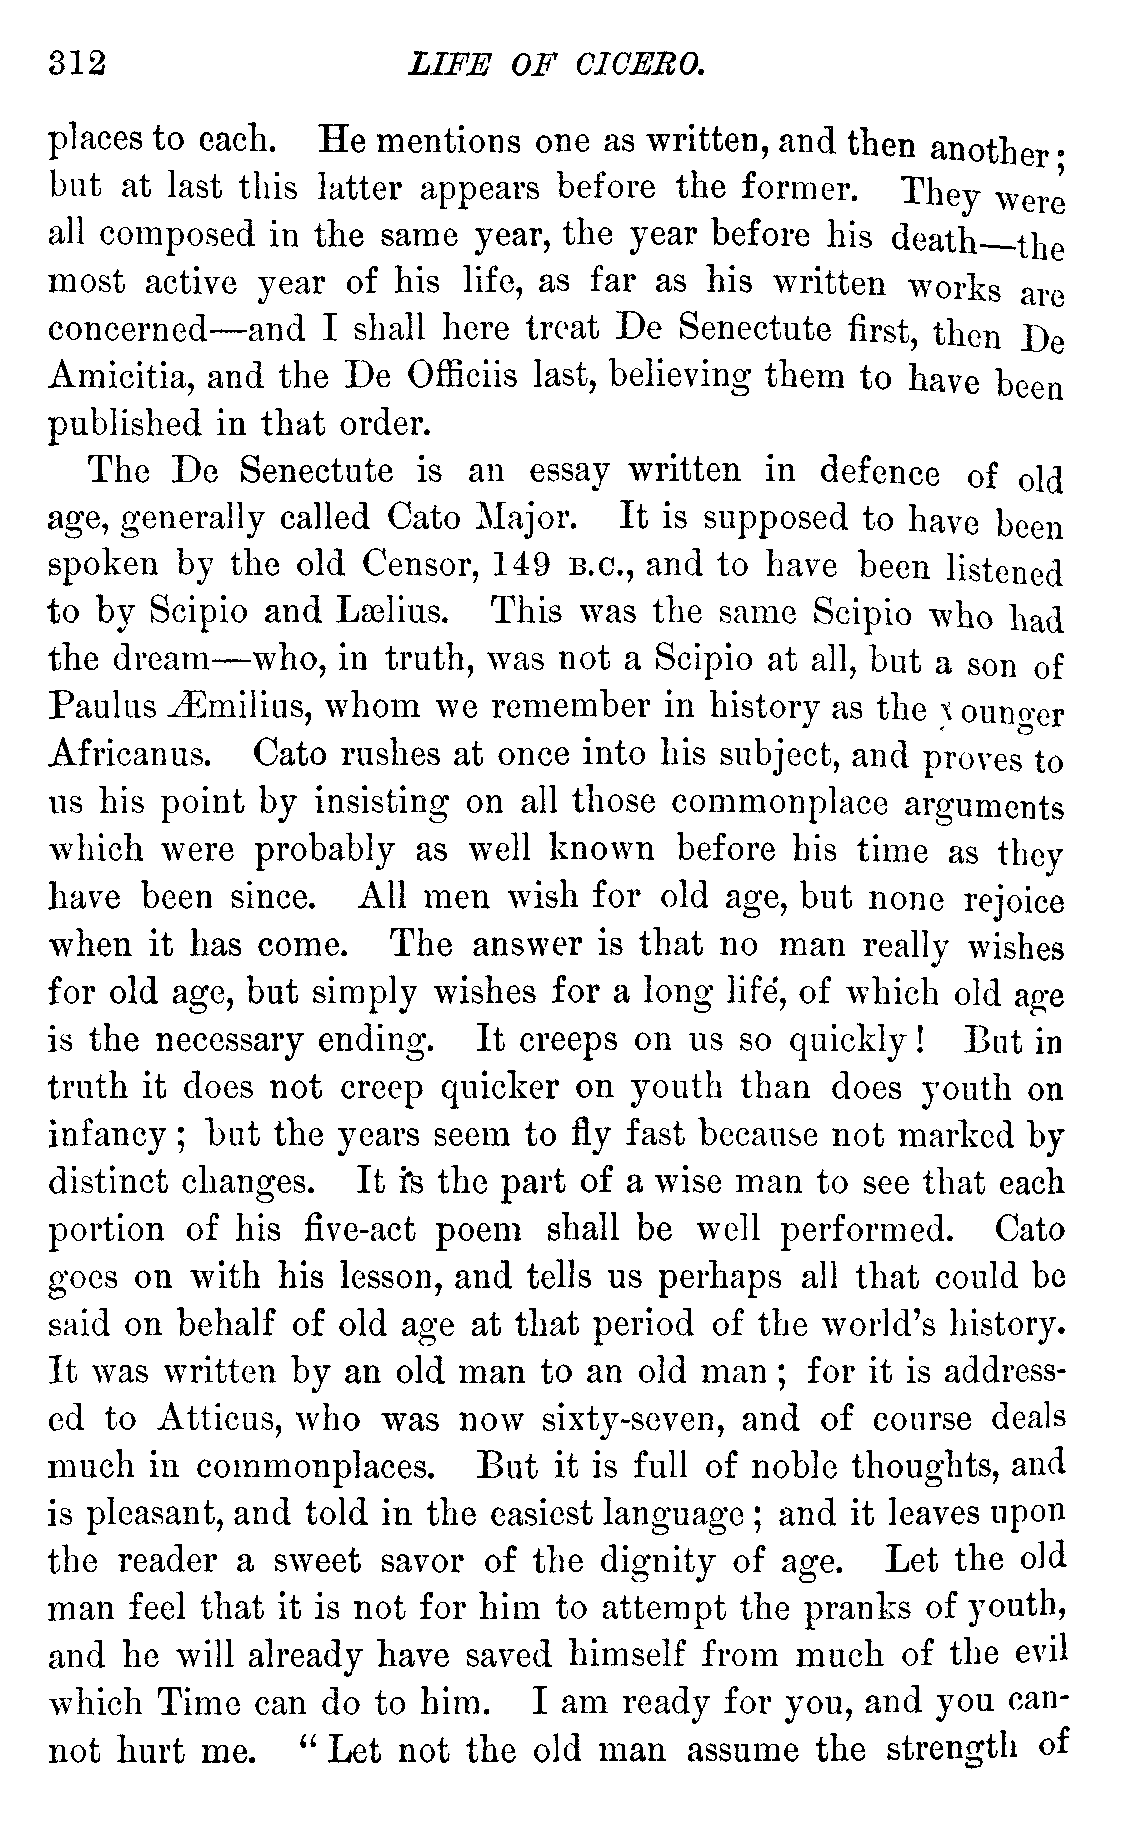 312 LIFE OF CICERO.
places to each. He mentions one as written, and then another;
but at last this latter appears before the former. They were
all composed in the same year, the year before his death—the
most active year of his life, as far as his written works are
concerned—and I shall here treat De Senectute first, then De
Amicitia, and the De Officiis last, believing them to have been
published in that order.
The De Senectute is an essay written in defence of old
age, generally called Cato Major. It is supposed to have been
spoken by the old Censor, 149 B.C., and to have been listened
to by Scipio and Lælius. This was the same Scipio who had
the dream—who, in truth, was not a Scipio at all, but a son of
Paulus Æmilius, whom we remember in history as the younger
Africanus. Cato rushes at once into his subject, and proves to
us his point by insisting on all those commonplace arguments
which were probably as well known before his time as they
have been since. All men wish for old age, but none rejoice
when it has come. The answer is that no man really wishes
for old age, but simply wishes for a long life, of which old age
is the necessary ending. It creeps on us so quickly! But in
truth it does not creep quicker on youth than does youth on
infancy; but the years seem to fly fast because not marked by
distinct changes. It is the part of a wise man to see that each
portion of his five-act poem shall be well performed. Cato
goes on with his lesson, and tells us perhaps all that could be
said on behalf of old age at that period of the world's history.
It was written by an old man to an old man; for it is address-
ed to Atticus, who was now sixty-seven, and of course deals
much in commonplaces. But it is full of noble thoughts, and
is pleasant, and told in the easiest language; and it leaves upon
the reader a sweet savor of the dignity of age. Let the old
man feel that it is not for him to attempt the pranks of youth,
and he will already have saved himself from much of the evil
which Time can do to him. I am ready for you, and you can-
not hurt me. "Let not the old man assume the strength of